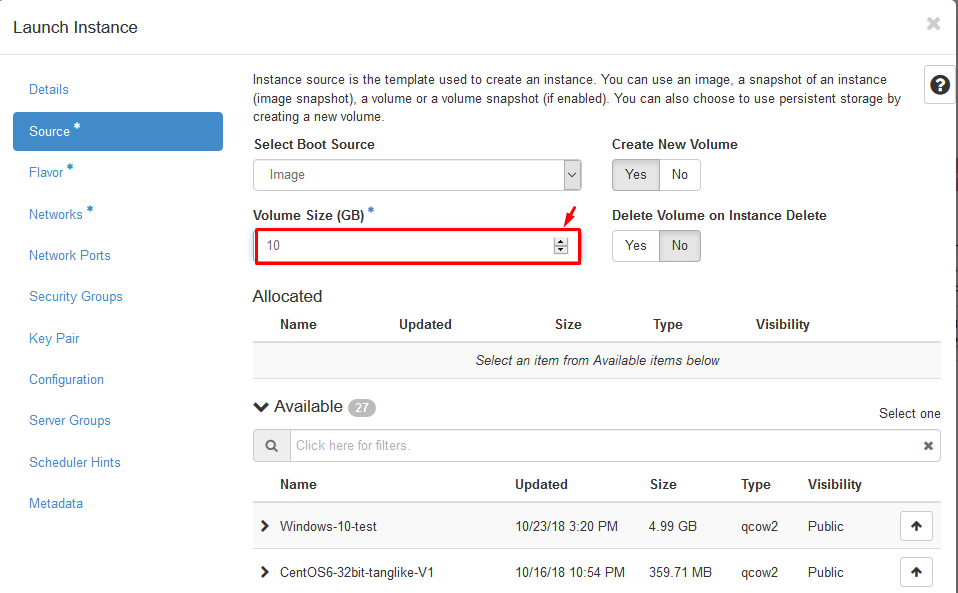 Launch Instance
Details
Source *
Flavor *
Networks *
Network Ports
Security Groups
Key Pair
Configuration
Server Groups
Scheduler Hints
Metadata
Instance source is the template used to create an instance. You can use an image, a snapshot of an instance
(image snapshot), a volume or a volume snapshot (if enabled). You can also choose to use persistent storage by
creating a new volume.
Select Boot Source
Create New Volume
Image
Yes No
Volume Size (GB) *
Delete Volume on Instance Delete
10
Yes No
Allocated
Name Updated Size Type Visibility
Select an item from Available items below
Available 27
Select one
Click here for filters.
Name Updated Size Type Visibility
Windows-10-test 10/23/18 3:20 PM 4.99 GB qcow2 Public
CentOS6-32bit-tanglike-V1 10/16/18 10:54 PM 359.71 MB qcow2 Public